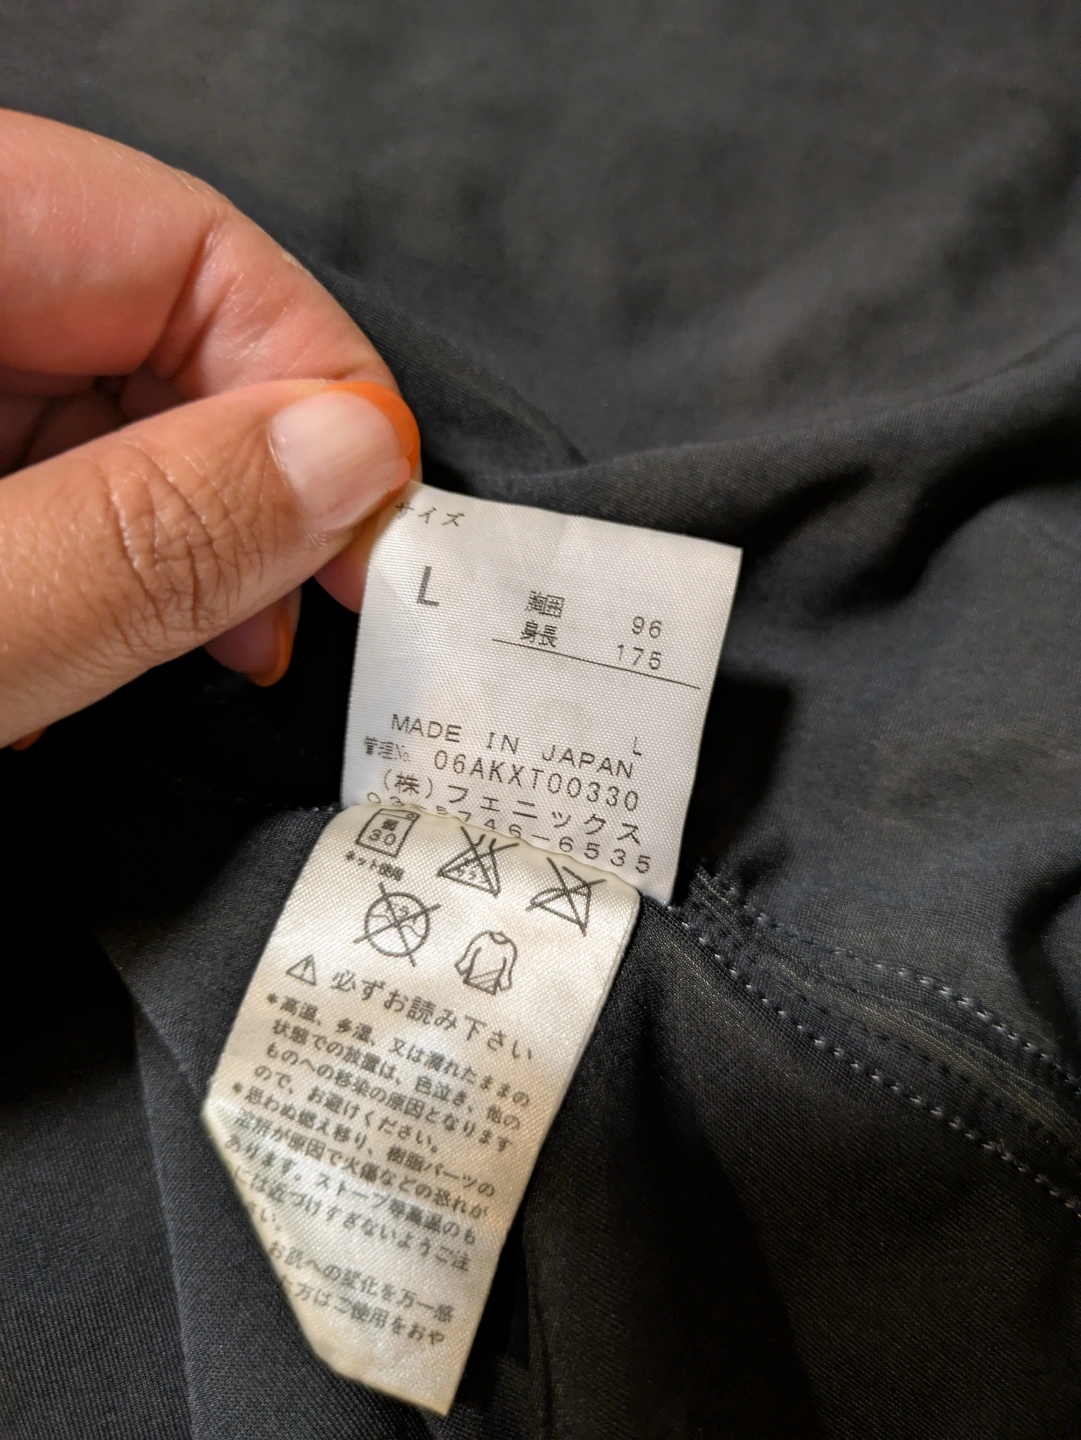 サイズ
L
胸囲 96
身長 175
L
MADE IN JAPAN
管理No. 06AKXT00330
(株)フェニックス
6535
弱
30
ネット使用
必ずお読み下さい
*高温、多湿、又は濡れたままの
状態での放置は、色泣き、他の
ものへの移染の原因となります
ので、お避けください。
*思わぬ燃え移り、樹脂パーツの
溶解が原因で火傷などの恐れが
あります。ストーブ等高温のも
には近づけすぎないようご注
さい。
お肌への変化を万一感
た方はご使用をおや